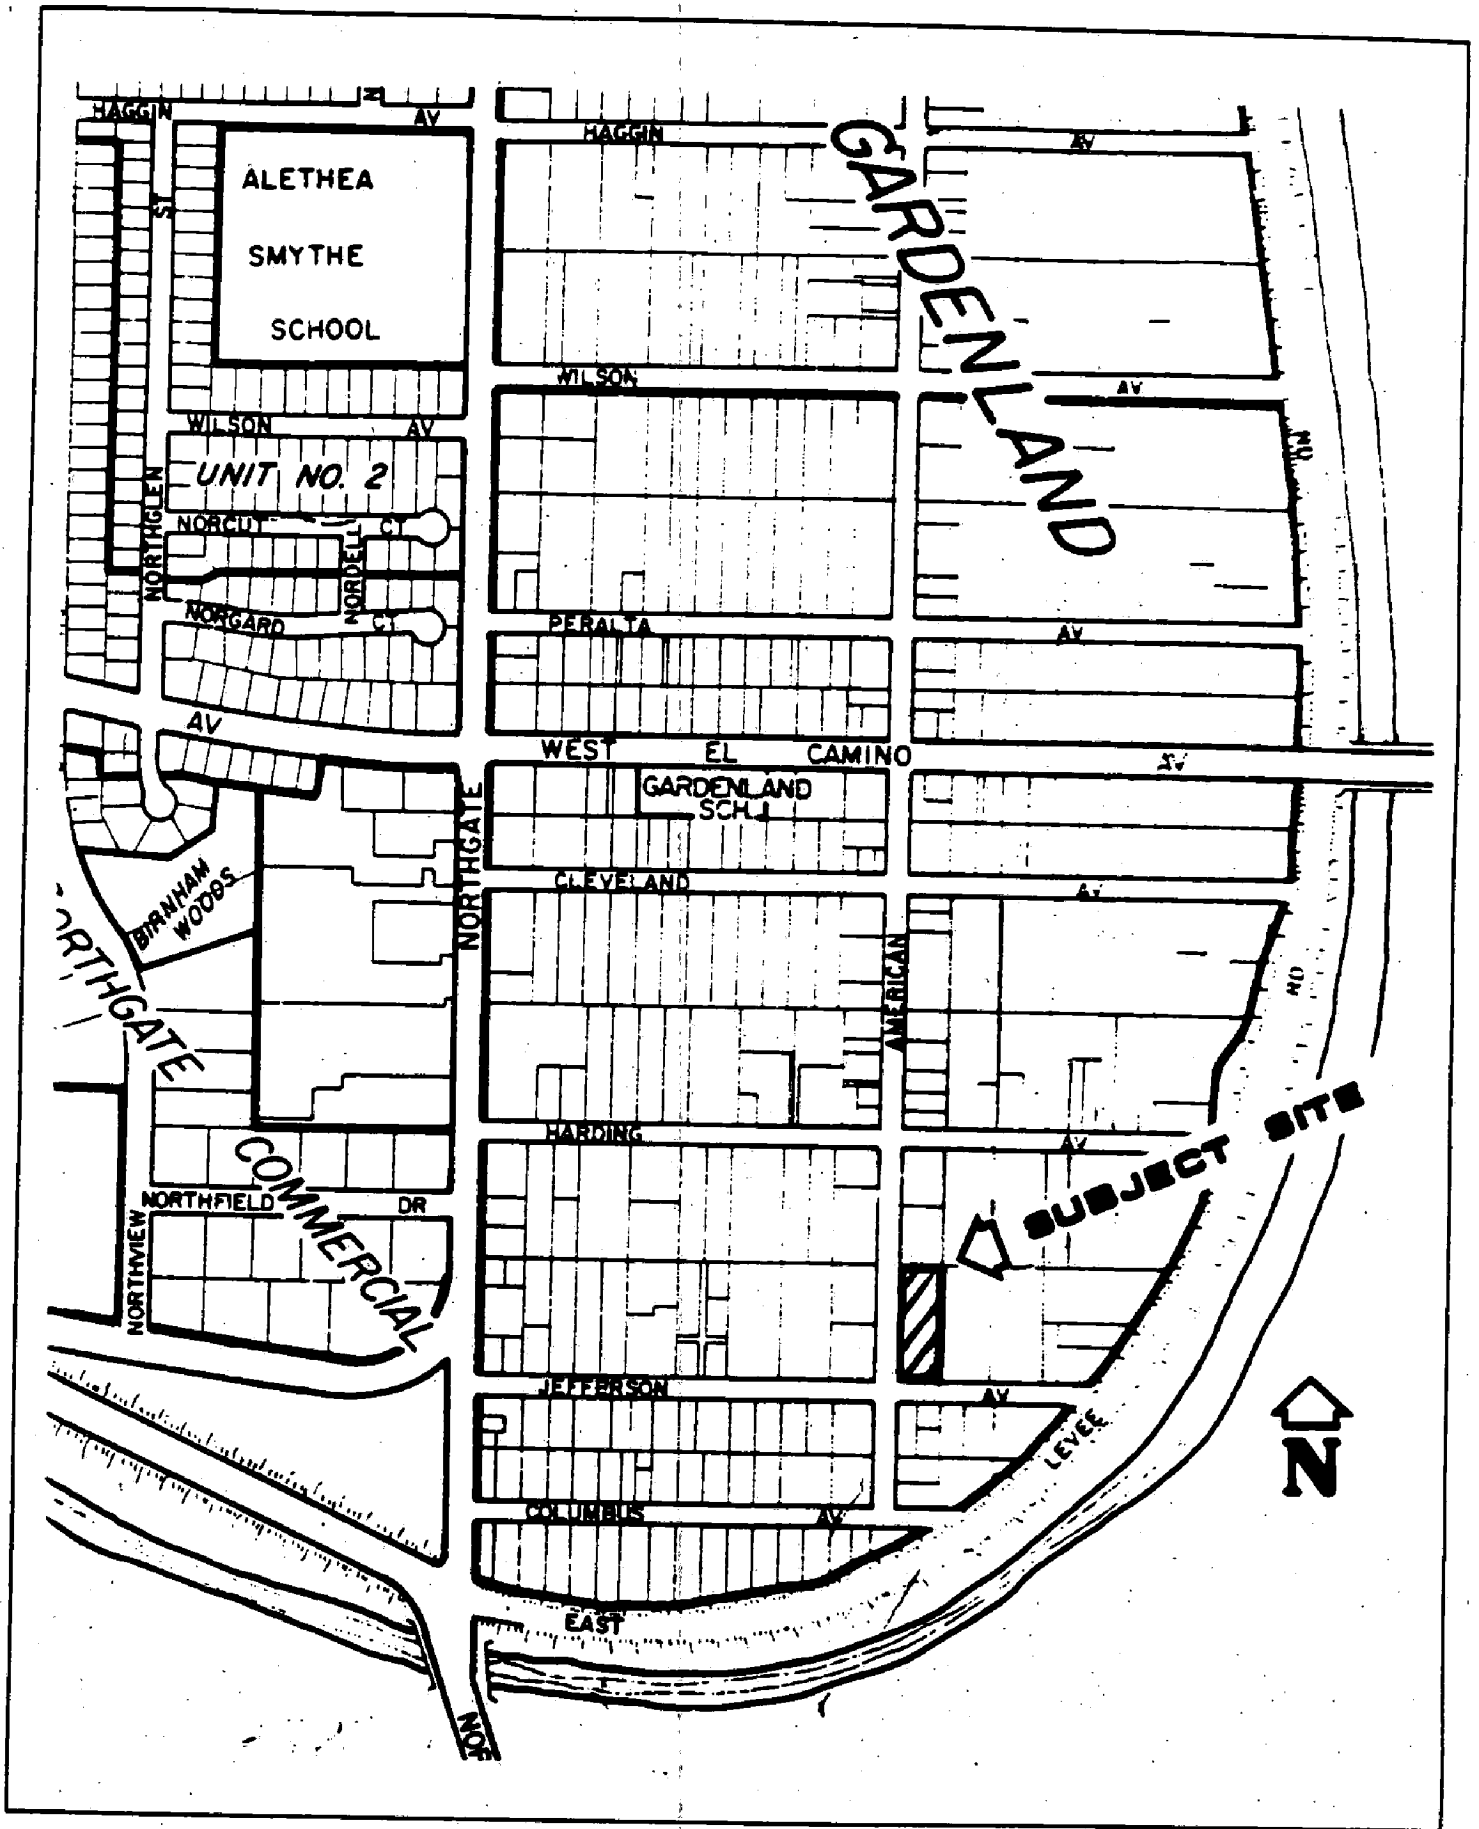 HAGGIN
N
AV
HAGGIN
AV
ALETHEA
SMYTHE
SCHOOL
ST
GARDENLAND
WILSON
AV
WILSON
AV
UNIT NO. 2
NORTHGLEN
NORCUT
CT
NORDELL
NORGARD
CT
PERALTA
AV
AV
WEST EL CAMINO
AV
GARDENLAND
SCH.
NORTHGATE
CLEVELAND
AV
BIRNHAM
WOODS
ORTHGATE
COMMERCIAL
AMERICAN
HARDING
AV
SUBJECT SITE
NORTHFIELD
DR
NORTHVIEW
JEFFERSON
AV
LEVEE
N
COLUMBUS
AV
EAST